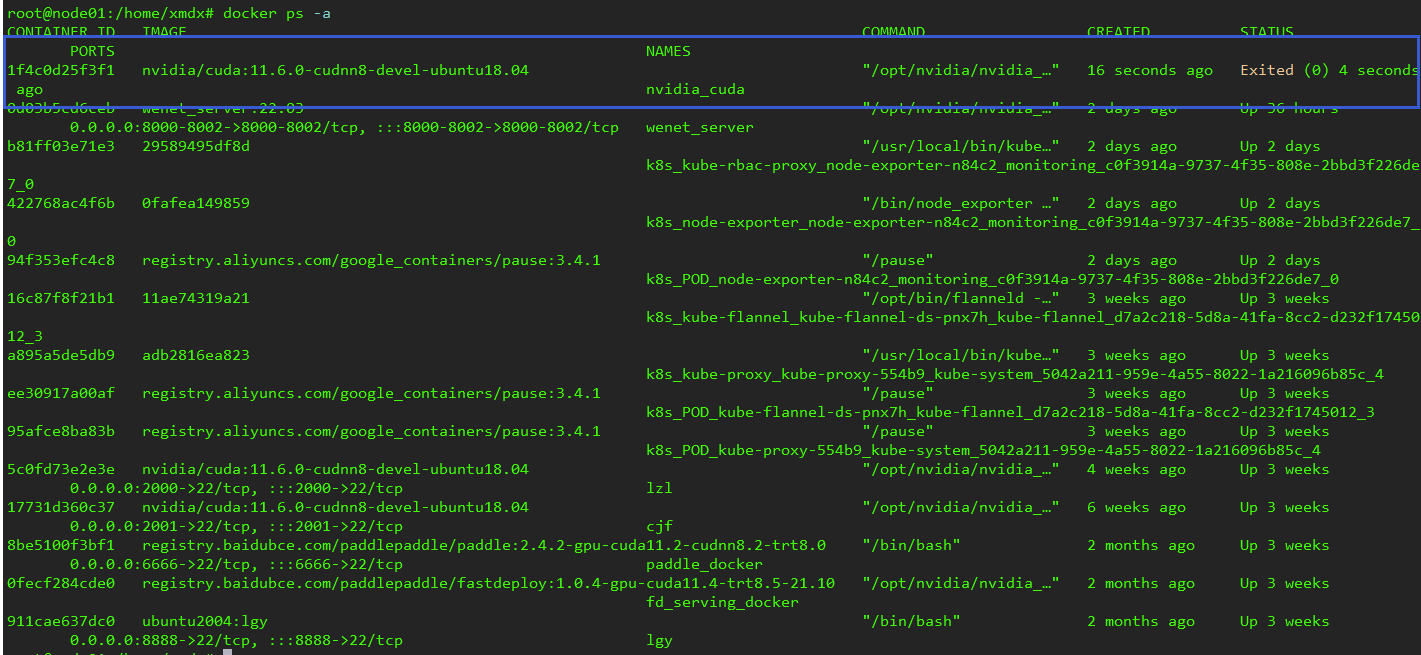 root@node01:/home/xmdx# docker ps -a
CONTAINER ID   IMAGE                                                                           COMMAND                  CREATED          STATUS
       PORTS                                                           NAMES
1f4c0d25f3f1   nvidia/cuda:11.6.0-cudnn8-devel-ubuntu18.04                                     "/opt/nvidia/nvidia_…"   16 seconds ago   Exited (0) 4 seconds
 ago                                                                   nvidia_cuda
0d03b5cd6ceb   wenet_server:22.03                                                              "/opt/nvidia/nvidia_…"   2 days ago       Up 36 hours
       0.0.0.0:8000-8002->8000-8002/tcp, :::8000-8002->8000-8002/tcp   wenet_server
b81ff03e71e3   29589495df8d                                                                    "/usr/local/bin/kube…"   2 days ago       Up 2 days
                                                                       k8s_kube-rbac-proxy_node-exporter-n84c2_monitoring_c0f3914a-9737-4f35-808e-2bbd3f226de
7_0
422768ac4f6b   0fafea149859                                                                    "/bin/node_exporter …"   2 days ago       Up 2 days
                                                                       k8s_node-exporter_node-exporter-n84c2_monitoring_c0f3914a-9737-4f35-808e-2bbd3f226de7_
0
94f353efc4c8   registry.aliyuncs.com/google_containers/pause:3.4.1                             "/pause"                 2 days ago       Up 2 days
                                                                       k8s_POD_node-exporter-n84c2_monitoring_c0f3914a-9737-4f35-808e-2bbd3f226de7_0
16c87f8f21b1   11ae74319a21                                                                    "/opt/bin/flanneld -…"   3 weeks ago      Up 3 weeks
                                                                       k8s_kube-flannel_kube-flannel-ds-pnx7h_kube-flannel_d7a2c218-5d8a-41fa-8cc2-d232f17450
12_3
a895a5de5db9   adb2816ea823                                                                    "/usr/local/bin/kube…"   3 weeks ago      Up 3 weeks
                                                                       k8s_kube-proxy_kube-proxy-554b9_kube-system_5042a211-959e-4a55-8022-1a216096b85c_4
ee30917a00af   registry.aliyuncs.com/google_containers/pause:3.4.1                             "/pause"                 3 weeks ago      Up 3 weeks
                                                                       k8s_POD_kube-flannel-ds-pnx7h_kube-flannel_d7a2c218-5d8a-41fa-8cc2-d232f1745012_3
95afce8ba83b   registry.aliyuncs.com/google_containers/pause:3.4.1                             "/pause"                 3 weeks ago      Up 3 weeks
                                                                       k8s_POD_kube-proxy-554b9_kube-system_5042a211-959e-4a55-8022-1a216096b85c_4
5c0fd73e2e3e   nvidia/cuda:11.6.0-cudnn8-devel-ubuntu18.04                                     "/opt/nvidia/nvidia_…"   4 weeks ago      Up 3 weeks
       0.0.0.0:2000->22/tcp, :::2000->22/tcp                           lzl
17731d360c37   nvidia/cuda:11.6.0-cudnn8-devel-ubuntu18.04                                     "/opt/nvidia/nvidia_…"   6 weeks ago      Up 3 weeks
       0.0.0.0:2001->22/tcp, :::2001->22/tcp                           cjf
8be5100f3bf1   registry.baidubce.com/paddlepaddle/paddle:2.4.2-gpu-cuda11.2-cudnn8.2-trt8.0    "/bin/bash"              2 months ago     Up 3 weeks
       0.0.0.0:6666->22/tcp, :::6666->22/tcp                           paddle_docker
0fecf284cde0   registry.baidubce.com/paddlepaddle/fastdeploy:1.0.4-gpu-cuda11.4-trt8.5-21.10   "/opt/nvidia/nvidia_…"   2 months ago     Up 3 weeks
                                                                       fd_serving_docker
911cae637dc0   ubuntu2004:lgy                                                                  "/bin/bash"              2 months ago     Up 3 weeks
       0.0.0.0:8888->22/tcp, :::8888->22/tcp                           lgy